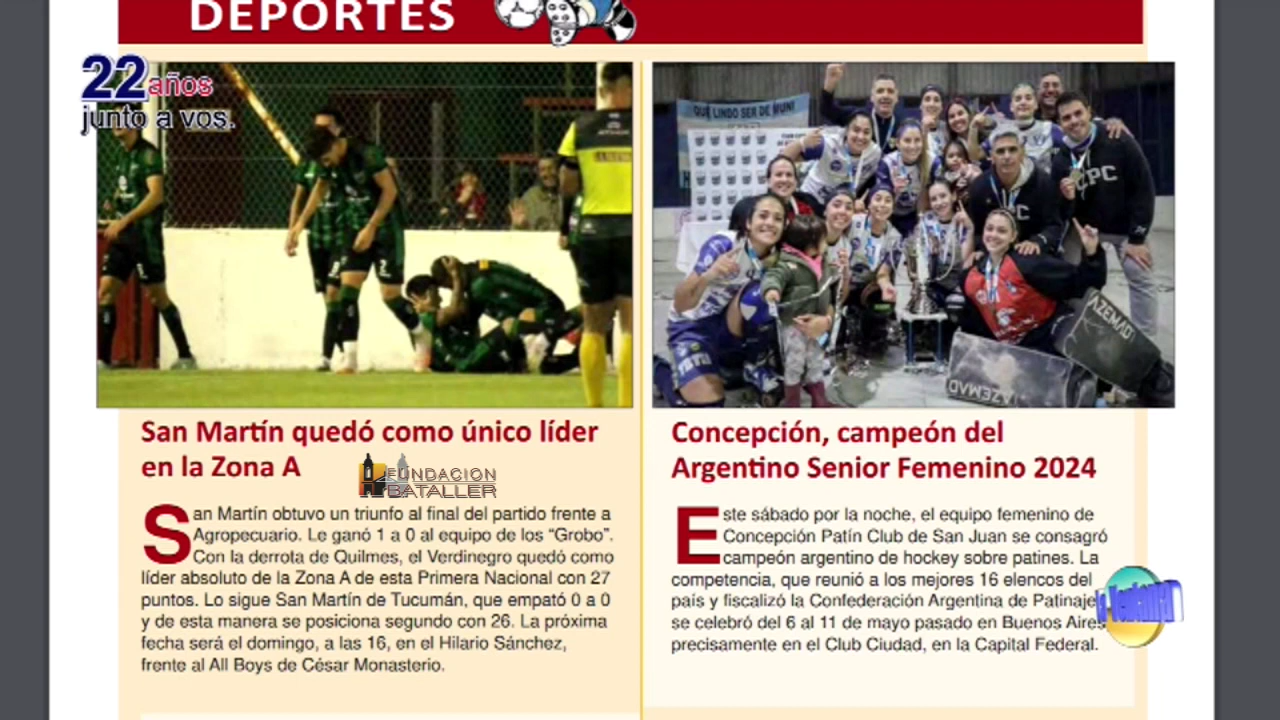 DEPORTES
22 años
junto a vos.
QUE LINDO SER DE MUNI
CPC
AZEMAD
AZEMAD
San Martín quedó como único líder
en la Zona A
FUNDACION
BATALLER
San Martín obtuvo un triunfo al final del partido frente a
Agropecuario. Le ganó 1 a 0 al equipo de los “Grobo”.
Con la derrota de Quilmes, el Verdinegro quedó como
líder absoluto de la Zona A de esta Primera Nacional con 27
puntos. Lo sigue San Martín de Tucumán, que empató 0 a 0
y de esta manera se posiciona segundo con 26. La próxima
fecha será el domingo, a las 16, en el Hilario Sánchez,
frente al All Boys de César Monasterio.
Concepción, campeón del
Argentino Senior Femenino 2024
Este sábado por la noche, el equipo femenino de
Concepción Patín Club de San Juan se consagró
campeón argentino de hockey sobre patines. La
competencia, que reunió a los mejores 16 elencos del
país y fiscalizó la Confederación Argentina de Patinaje
se celebró del 6 al 11 de mayo pasado en Buenos Aires
precisamente en el Club Ciudad, en la Capital Federal.